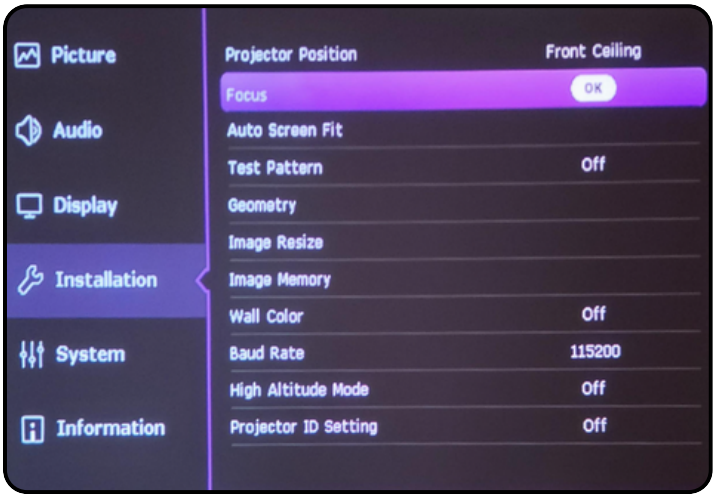 Picture
Audio
Display
Installation
System
Information
Projector Position Front Ceiling
Focus OK
Auto Screen Fit
Test Pattern Off
Geometry
Image Resize
Image Memory
Wall Color Off
Baud Rate 115200
High Altitude Mode Off
Projector ID Setting Off